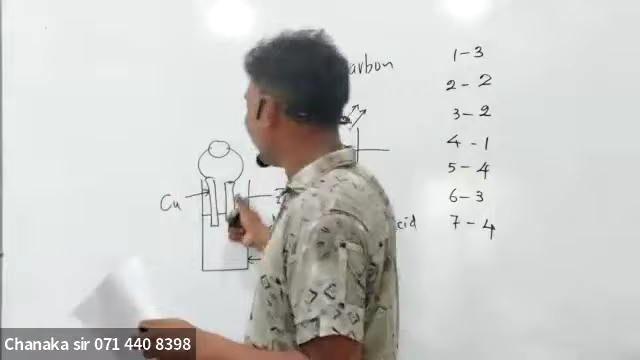 arbon
Cu
cid
1-3
2-2
3-2
4-1
5-4
6-3
7-4
Chanaka sir 071 440 8398